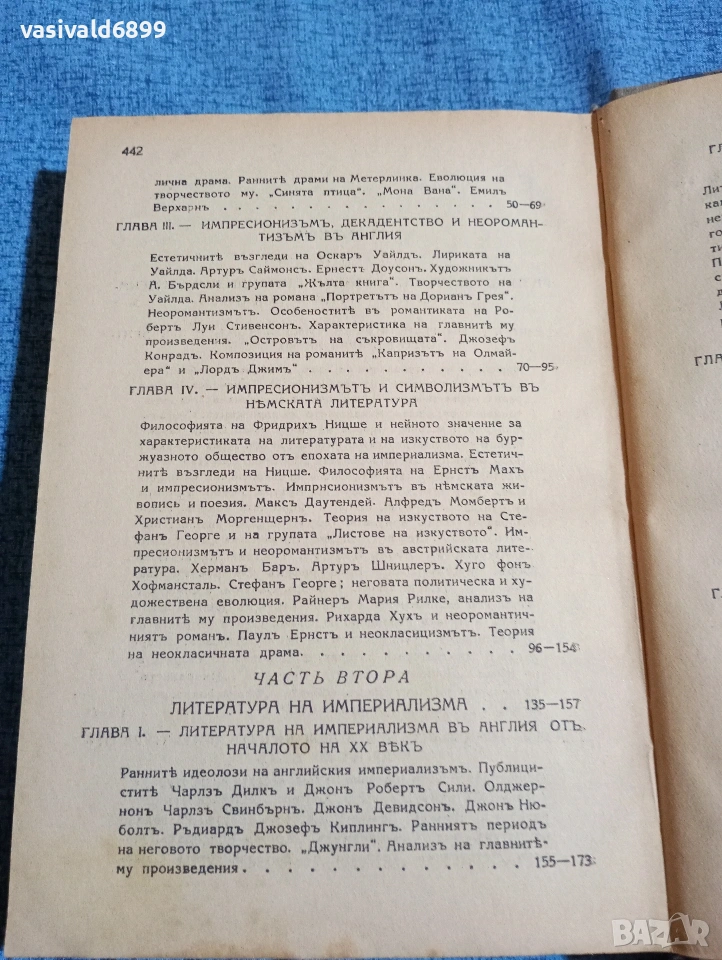 vasivald6899
442
лична драма. Раннитѣ драми на Метерлинка. Еволюция на
творчеството му. „Синята птица“. „Мона Вана“. Емилъ
Верхарнъ . . . . . . . . . . . . . . . 50—69
ГЛАВА III. — ИМПРЕСИОНИЗЪМЪ, ДЕКАДЕНТСТВО И НЕОРОМАН-
ТИЗЪМЪ ВЪ АНГЛИЯ
Естетичнитѣ възгледи на Оскаръ Уайлдъ. Лириката на
Уайлда. Артуръ Саймонсъ. Ернестъ Доусонъ. Художникътъ
А. Бърдсли и групата „Жълта книга“. Творчеството на
Уайлда. Анализъ на романа „Портретътъ на Дорианъ Грея“.
Неоромантизмътъ. Особеноститѣ въ романтиката на Ро-
бертъ Луи Стивенсонъ. Характеристика на главнитѣ му
произведения. „Островътъ на съкровищата“. Джозефъ
Конрадъ. Композиция на романитѣ „Капризътъ на Олмай-
ера“ и „Лордъ Джимъ“ . . . . . . . . . . . 70—95
ГЛАВА IV. — ИМПРЕСИОНИЗМЪТЪ И СИМВОЛИЗМЪТЪ ВЪ
НѢМСКАТА ЛИТЕРАТУРА
Философията на Фридрихъ Ницше и нейното значение за
характеристиката на литературата и на изкуството на бур-
жуазното общество отъ епохата на империализма. Естетич-
нитѣ възгледи на Ницше. Философията на Ернстъ Махъ
и импресионизмътъ. Импрнсионизмътъ въ нѣмската жи-
вопись и поезия. Максъ Даутендей. Алфредъ Момбертъ и
Християнъ Моргенщернъ. Теория на изкуството на Сте-
фанъ Георге и на групата „Листове на изкуството“. Им-
пресионизмътъ и неоромантизмътъ въ австрийската лите-
ратура. Херманъ Баръ. Артуръ Шницлеръ. Хуго фонъ
Хофмансталь. Стефанъ Георге; неговата политическа и ху-
дожествена еволюция. Райнеръ Мария Рилке, анализъ на
главнитѣ му произведения. Рихарда Хухъ и неоромантич-
ниятъ романъ. Паулъ Ернстъ и неокласицизмътъ. Теория
на неокласичната драма. . . . . . . . . . . 96—154
ЧАСТЬ ВТОРА
ЛИТЕРАТУРА НА ИМПЕРИАЛИЗМА . . 135—157
ГЛАВА I. — ЛИТЕРАТУРА НА ИМПЕРИАЛИЗМА ВЪ АНГЛИЯ ОТЪ
НАЧАЛОТО НА XX ВѢКЪ
Раннитѣ идеолози на английския империализъмъ. Публици-
ститѣ Чарлзъ Дилкъ и Джонъ Робертъ Сили. Олджер-
нонъ Чарлзъ Свинбърнъ. Джонъ Девидсонъ. Джонъ Ню-
болтъ. Ръдиардъ Джозефъ Киплингъ. Ранниятъ периодъ
на неговото творчество. „Джунгли“. Анализъ на главнитѣ
му произведения . . . . . . . . . . . . . 155—173
BAZAR